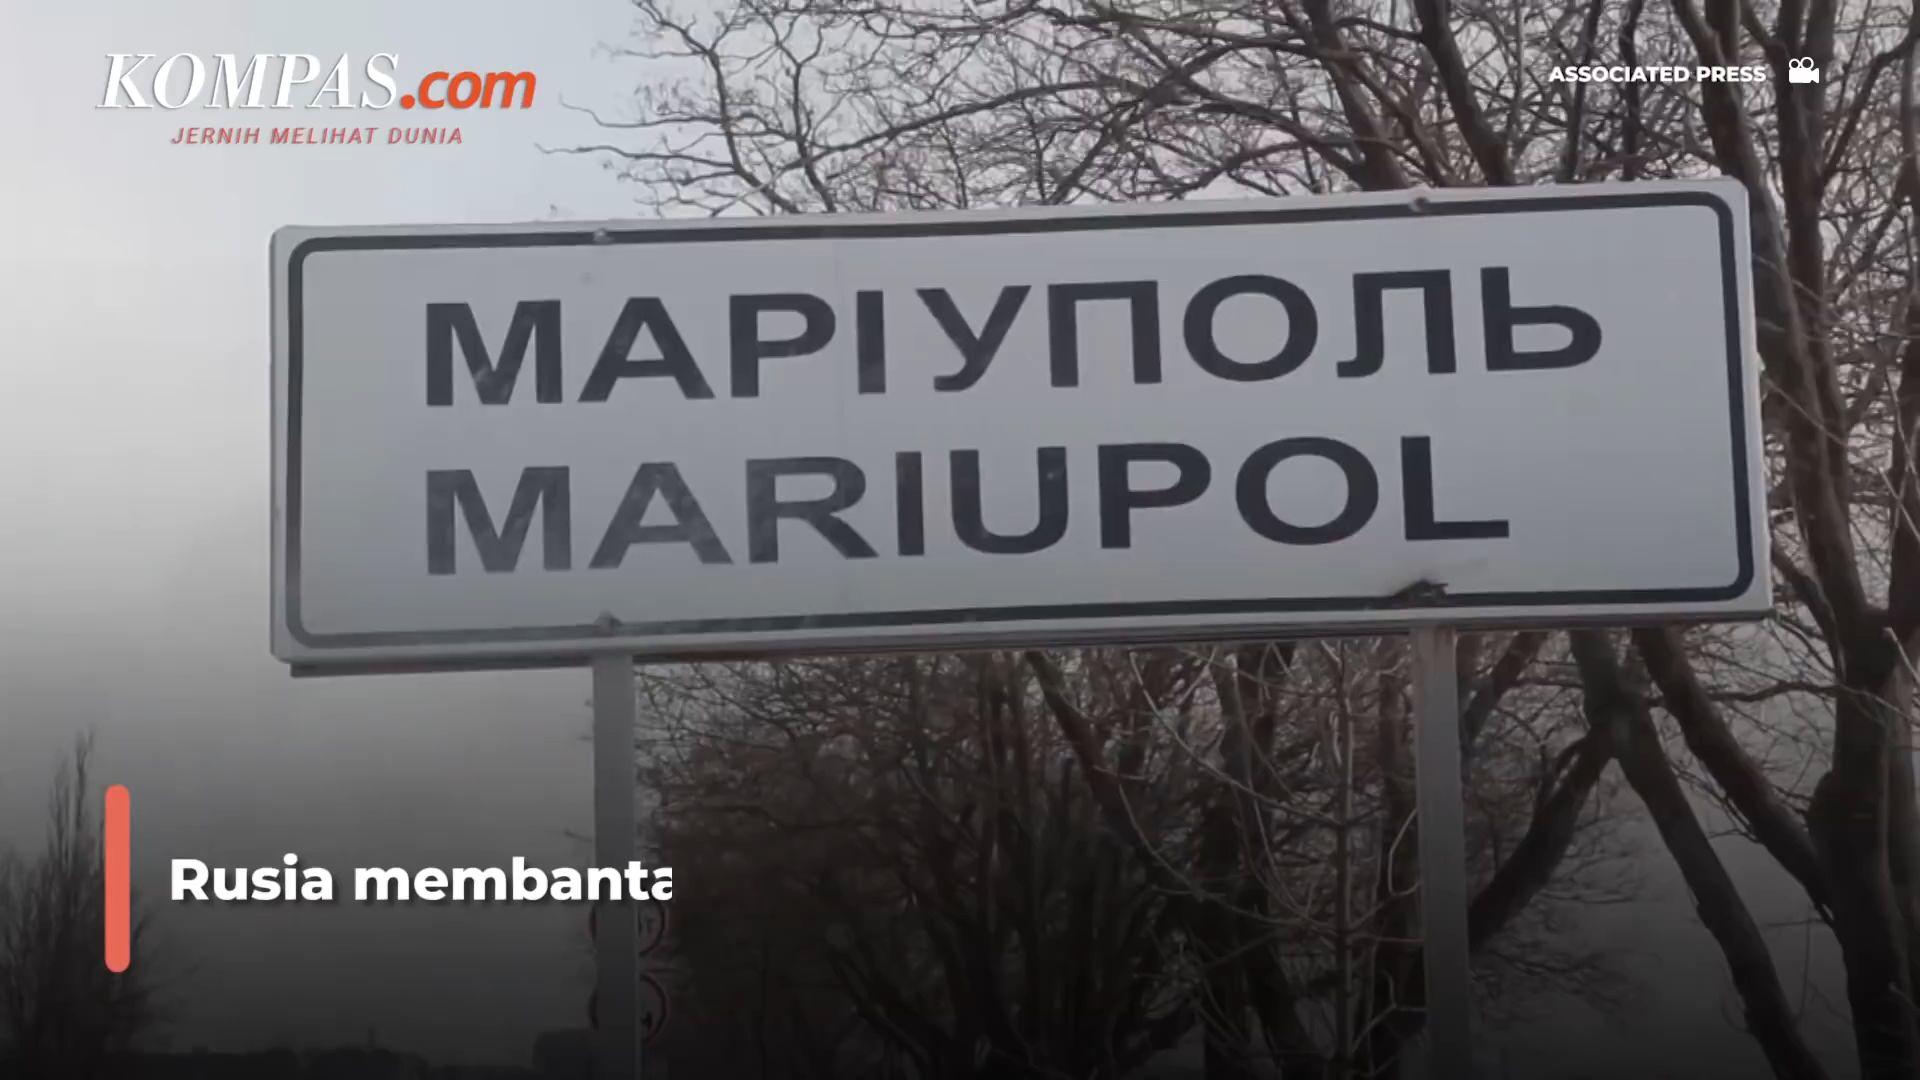 KOMPAS.com
JERNIH MELIHAT DUNIA
ASSOCIATED PRESS
МАРІУПОЛЬ
MARIUPOL
Rusia membanta